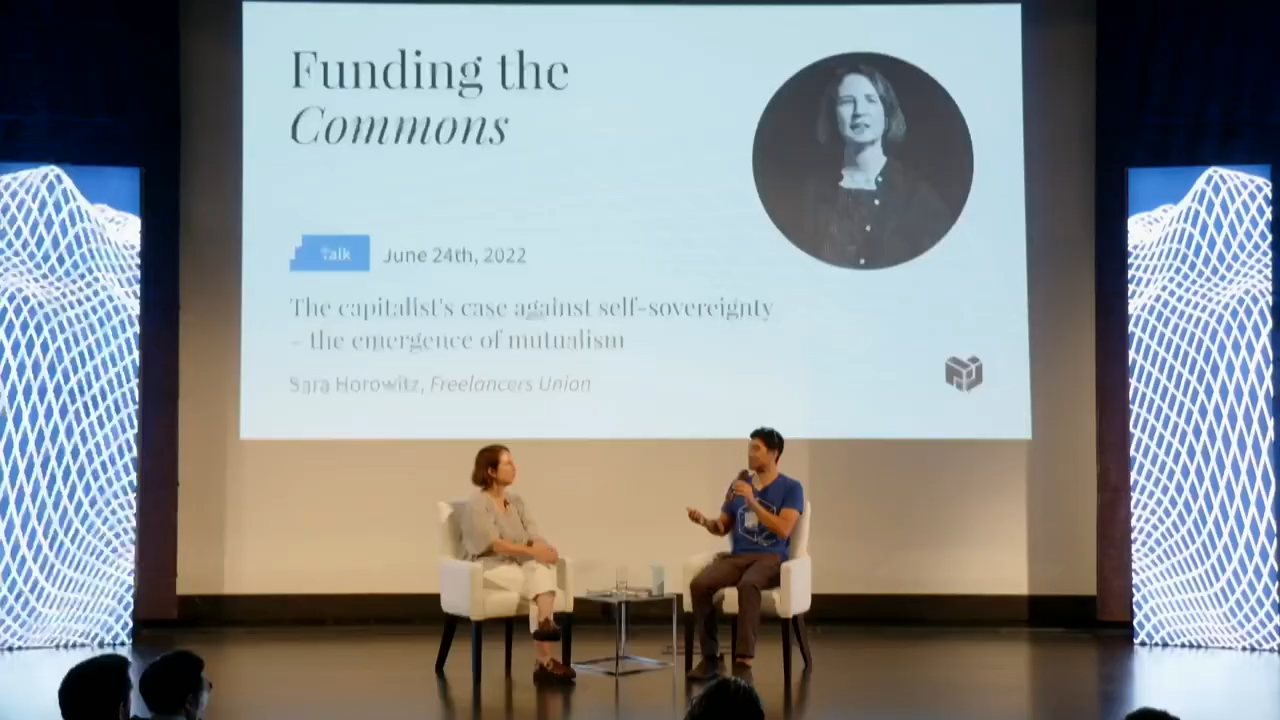 Funding the
Commons
Talk June 24th, 2022
The capitalist's case against self-sovereignty
– the emergence of mutualism
Sara Horowitz, Freelancers Union